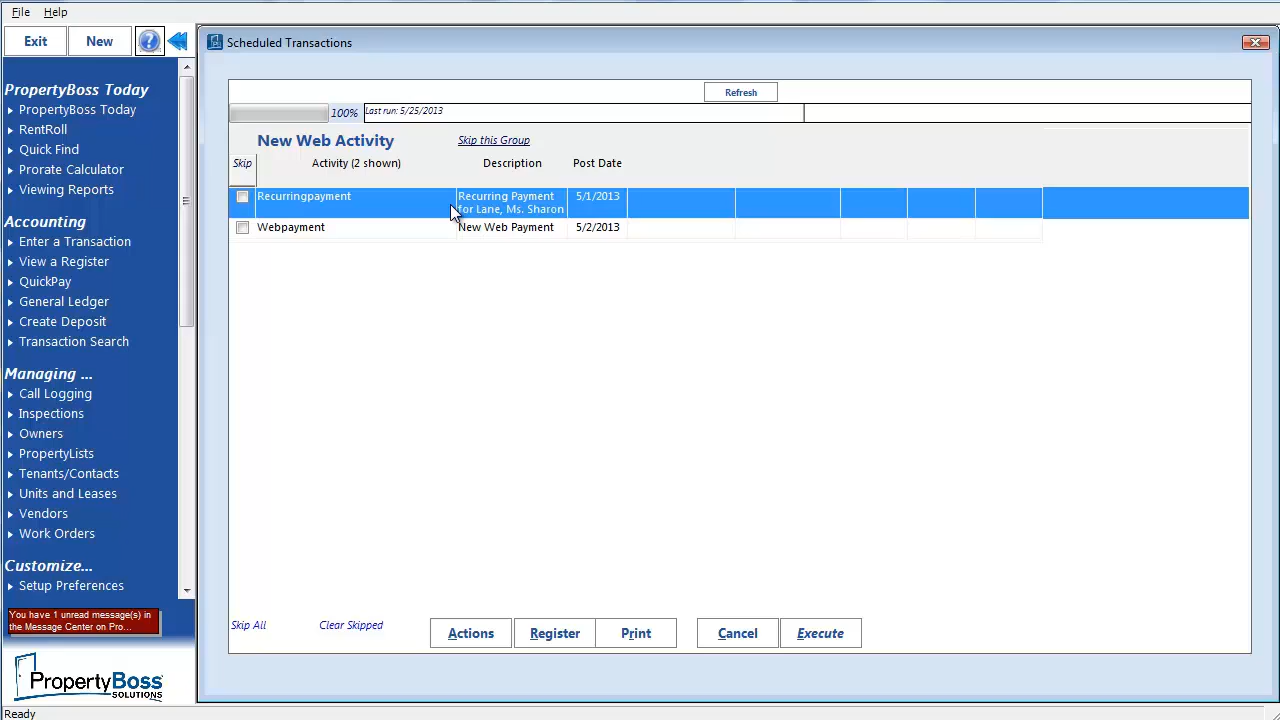 File Help
Exit New ?
Scheduled Transactions
PropertyBoss Today
PropertyBoss Today
RentRoll
Quick Find
Prorate Calculator
Viewing Reports
Accounting
Enter a Transaction
View a Register
QuickPay
General Ledger
Create Deposit
Transaction Search
Managing ...
Call Logging
Inspections
Owners
PropertyLists
Tenants/Contacts
Units and Leases
Vendors
Work Orders
Customize...
Setup Preferences
You have 1 unread message(s) in
the Message Center on Pro...
PropertyBoss
SOLUTIONS
Ready
Refresh
100% Last run: 5/25/2013
New Web Activity Skip this Group
Skip Activity (2 shown) Description Post Date
Recurringpayment Recurring Payment 5/1/2013
for Lane, Ms. Sharon
Webpayment New Web Payment 5/2/2013
Skip All Clear Skipped Actions Register Print Cancel Execute